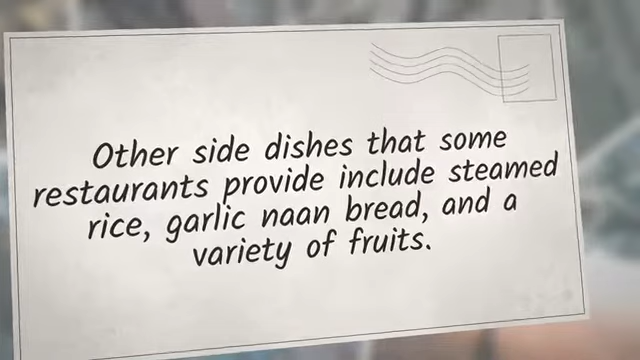 Other side dishes that some
restaurants provide include steamed
rice, garlic naan bread, and a
variety of fruits.